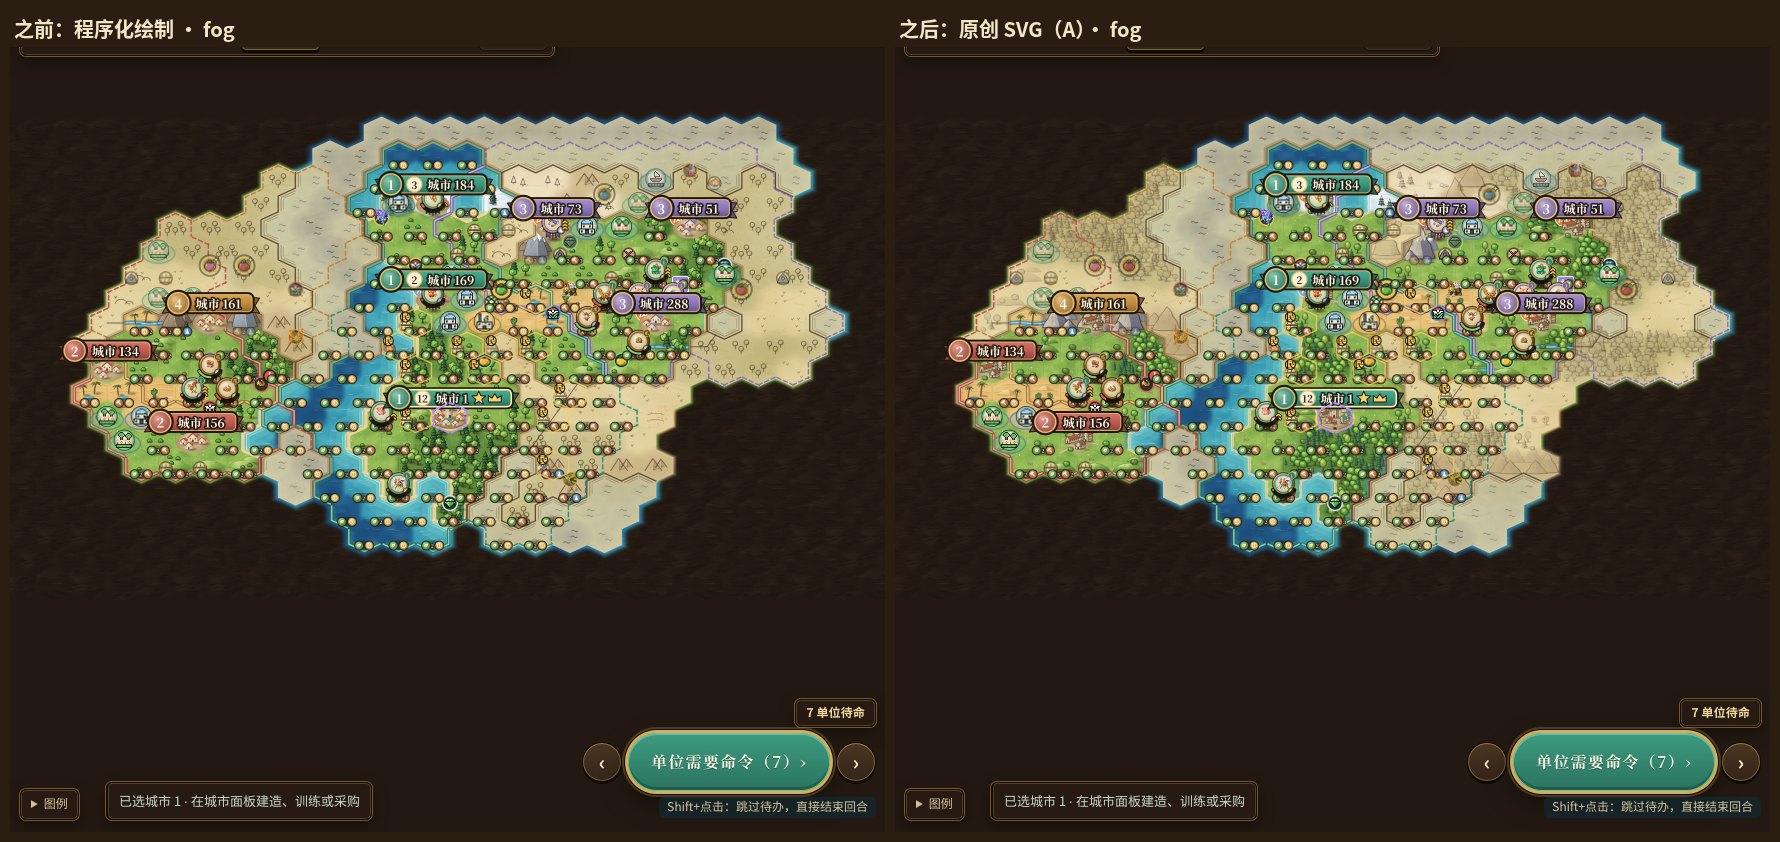 之前：程序化绘制 · fog
1 3 城市 184
3 城市 73
3 城市 51
1 2 城市 169
4 城市 161
3 城市 288
2 城市 134
1 12 城市 1
2 城市 156
7 单位待命
‹ 单位需要命令（7）› ›
▶ 图例
已选城市 1 · 在城市面板建造、训练或采购
Shift+点击：跳过待办，直接结束回合
之后：原创 SVG（A）· fog
1 3 城市 184
3 城市 73
3 城市 51
1 2 城市 169
4 城市 161
3 城市 288
2 城市 134
1 12 城市 1
2 城市 156
7 单位待命
‹ 单位需要命令（7）› ›
▶ 图例
已选城市 1 · 在城市面板建造、训练或采购
Shift+点击：跳过待办，直接结束回合